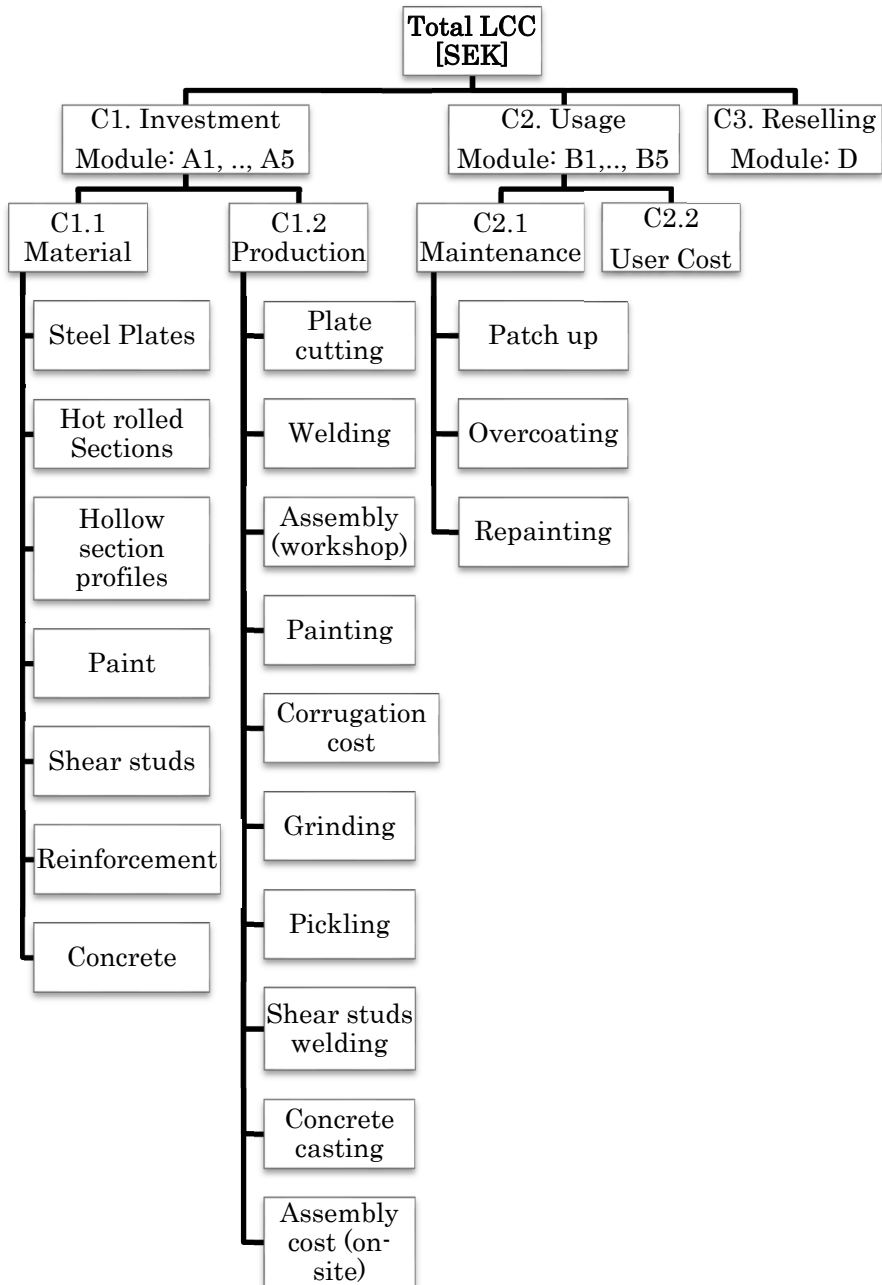 Total LCC
[SEK]
C1. Investment
Module: A1, .., A5
C2. Usage
Module: B1,.., B5
C3. Reselling
Module: D
C1.1
Material
C1.2
Production
C2.1
Maintenance
C2.2
User Cost
Steel Plates
Hot rolled
Sections
Hollow
section
profiles
Paint
Shear studs
Reinforcement
Concrete
Plate
cutting
Welding
Assembly
(workshop)
Painting
Corrugation
cost
Grinding
Pickling
Shear studs
welding
Concrete
casting
Assembly
cost (on-
site)
Patch up
Overcoating
Repainting